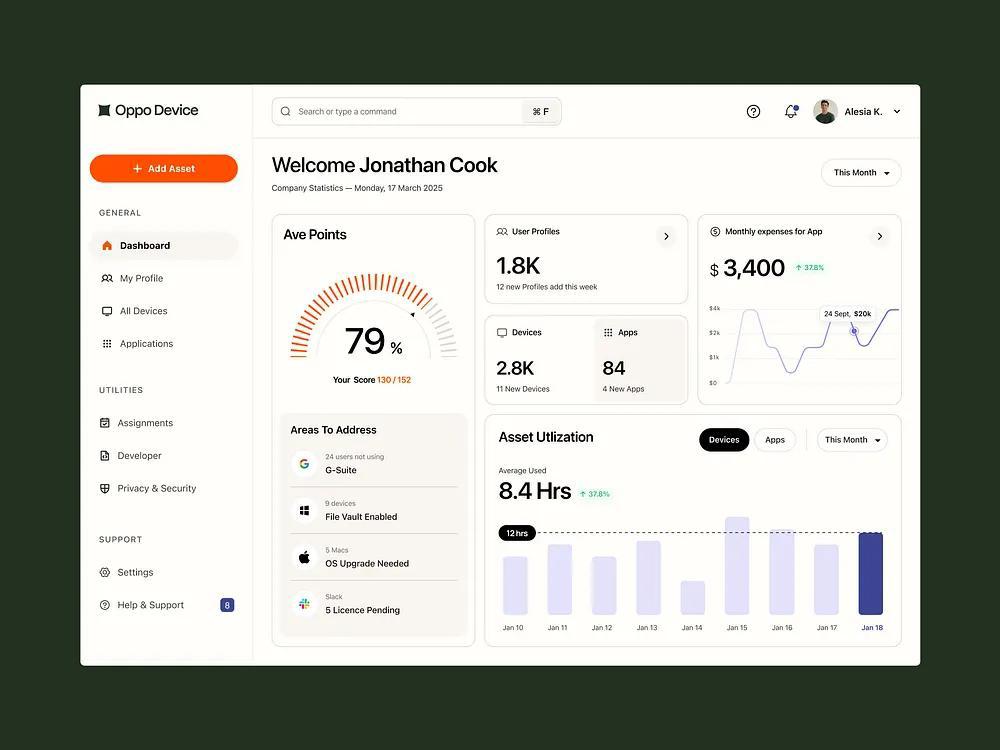 Oppo Device
Search or type a command
⌘ F
Alesia K.
+ Add Asset
GENERAL
Dashboard
My Profile
All Devices
Applications
UTILITIES
Assignments
Developer
Privacy & Security
SUPPORT
Settings
Help & Support
8
Welcome Jonathan Cook
Company Statistics — Monday, 17 March 2025
This Month
Ave Points
79 %
Your Score 130 / 152
Areas To Address
24 users not using
G-Suite
9 devices
File Vault Enabled
5 Macs
OS Upgrade Needed
Slack
5 Licence Pending
User Profiles
1.8K
12 new Profiles add this week
Devices
2.8K
11 New Devices
Apps
84
4 New Apps
Monthly expenses for App
$ 3,400
↑ 37.8%
$4k
$2k
$1k
$0
24 Sept, $20k
Asset Utlization
Devices
Apps
This Month
Average Used
8.4 Hrs
↑ 37.8%
12 hrs
Jan 10
Jan 11
Jan 12
Jan 13
Jan 14
Jan 15
Jan 16
Jan 17
Jan 18